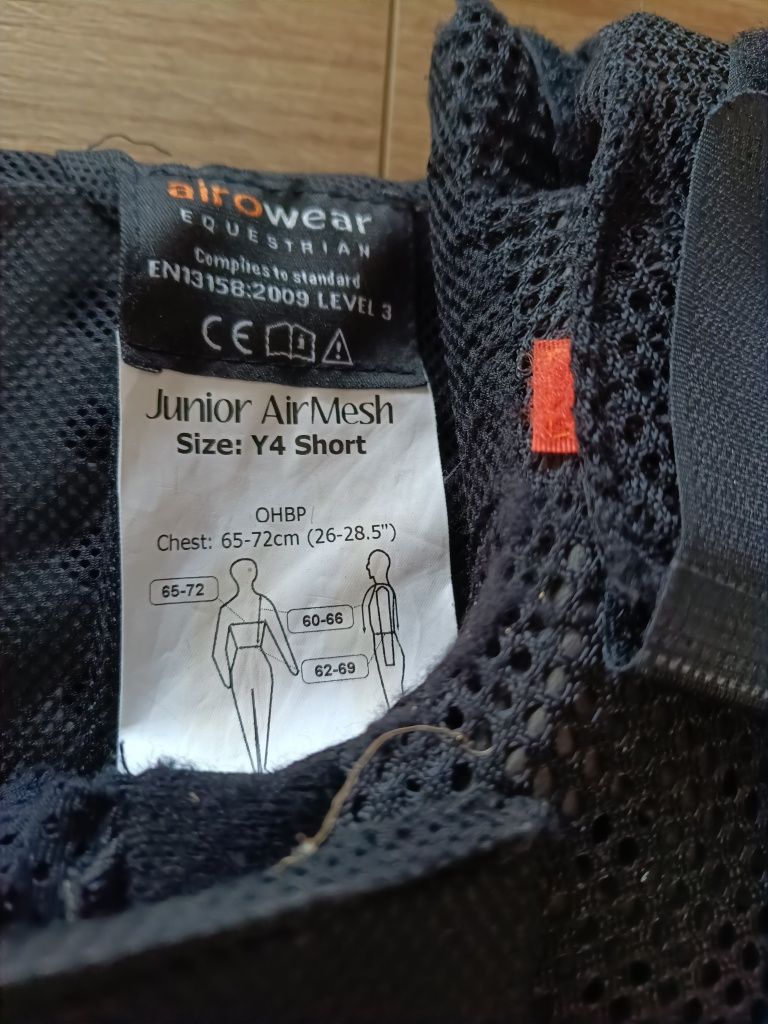 airowear
EQUESTRIAN
Complies to standard
EN13158:2009 LEVEL 3
CE
Junior AirMesh
Size: Y4 Short
OHBP
Chest: 65-72cm (26-28.5")
65-72
60-66
62-69